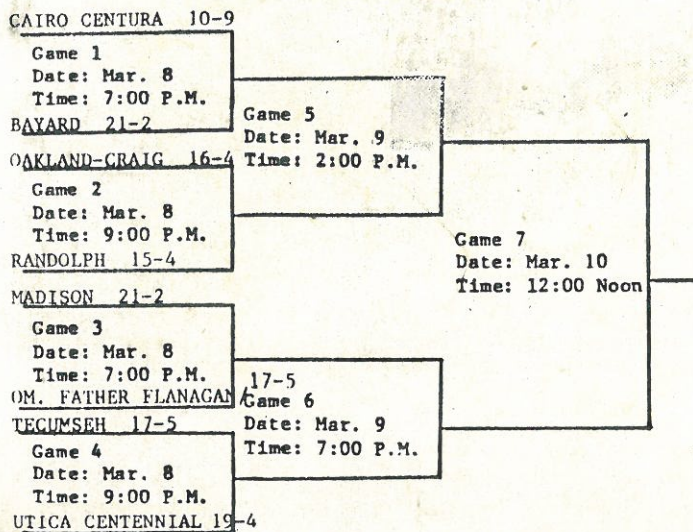 CAIRO CENTURA 10-9
Game 1
Date: Mar. 8
Time: 7:00 P.M.
BAYARD 21-2
OAKLAND-CRAIG 16-4
Game 2
Date: Mar. 8
Time: 9:00 P.M.
RANDOLPH 15-4
MADISON 21-2
Game 3
Date: Mar. 8
Time: 7:00 P.M.
OM. FATHER FLANAGAN 17-5
TECUMSEH 17-5
Game 4
Date: Mar. 8
Time: 9:00 P.M.
UTICA CENTENNIAL 19-4
Game 5
Date: Mar. 9
Time: 2:00 P.M.
Game 6
Date: Mar. 9
Time: 7:00 P.M.
Game 7
Date: Mar. 10
Time: 12:00 Noon